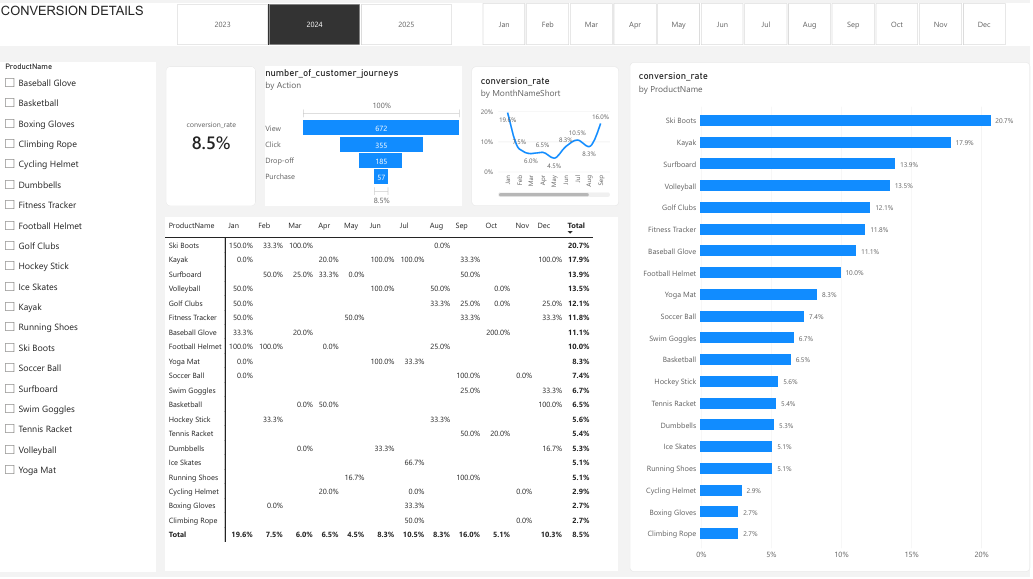 CONVERSION DETAILS
2023 2024 2025 Jan Feb Mar Apr May Jun Jul Aug Sep Oct Nov Dec
ProductName
Baseball Glove
Basketball
Boxing Gloves
Climbing Rope
Cycling Helmet
Dumbbells
Fitness Tracker
Football Helmet
Golf Clubs
Hockey Stick
Ice Skates
Kayak
Running Shoes
Ski Boots
Soccer Ball
Surfboard
Swim Goggles
Tennis Racket
Volleyball
Yoga Mat
conversion_rate
8.5%
number_of_customer_journeys
by Action
100%
View 672
Click 355
Drop-off 185
Purchase 57
8.5%
conversion_rate
by MonthNameShort
20%
10%
0%
6.0%
6.5%
4.5%
8.3%
10.5%
8.3%
16.0%
Jan Feb Mar Apr May Jun Jul Aug Sep
ProductName Jan Feb Mar Apr May Jun Jul Aug Sep Oct Nov Dec Total
Ski Boots 150.0% 33.3% 100.0% 0.0% 20.7%
Kayak 0.0% 20.0% 100.0% 100.0% 33.3% 100.0% 17.9%
Surfboard 50.0% 25.0% 33.3% 0.0% 50.0% 13.9%
Volleyball 50.0% 100.0% 50.0% 0.0% 13.5%
Golf Clubs 50.0% 33.3% 25.0% 0.0% 25.0% 12.1%
Fitness Tracker 50.0% 50.0% 33.3% 33.3% 11.8%
Baseball Glove 33.3% 20.0% 200.0% 11.1%
Football Helmet 100.0% 100.0% 0.0% 25.0% 10.0%
Yoga Mat 0.0% 100.0% 33.3% 8.3%
Soccer Ball 0.0% 100.0% 0.0% 7.4%
Swim Goggles 25.0% 33.3% 6.7%
Basketball 0.0% 50.0% 100.0% 6.5%
Hockey Stick 33.3% 33.3% 5.6%
Tennis Racket 50.0% 20.0% 5.4%
Dumbbells 0.0% 33.3% 16.7% 5.3%
Ice Skates 66.7% 5.1%
Running Shoes 16.7% 100.0% 5.1%
Cycling Helmet 20.0% 0.0% 0.0% 2.9%
Boxing Gloves 0.0% 33.3% 2.7%
Climbing Rope 50.0% 0.0% 2.7%
Total 19.6% 7.5% 6.0% 6.5% 4.5% 8.3% 10.5% 8.3% 16.0% 5.1% 10.3% 8.5%
conversion_rate
by ProductName
Ski Boots 20.7%
Kayak 17.9%
Surfboard 13.9%
Volleyball 13.5%
Golf Clubs 12.1%
Fitness Tracker 11.8%
Baseball Glove 11.1%
Football Helmet 10.0%
Yoga Mat 8.3%
Soccer Ball 7.4%
Swim Goggles 6.7%
Basketball 6.5%
Hockey Stick 5.6%
Tennis Racket 5.4%
Dumbbells 5.3%
Ice Skates 5.1%
Running Shoes 5.1%
Cycling Helmet 2.9%
Boxing Gloves 2.7%
Climbing Rope 2.7%
0% 5% 10% 15% 20%